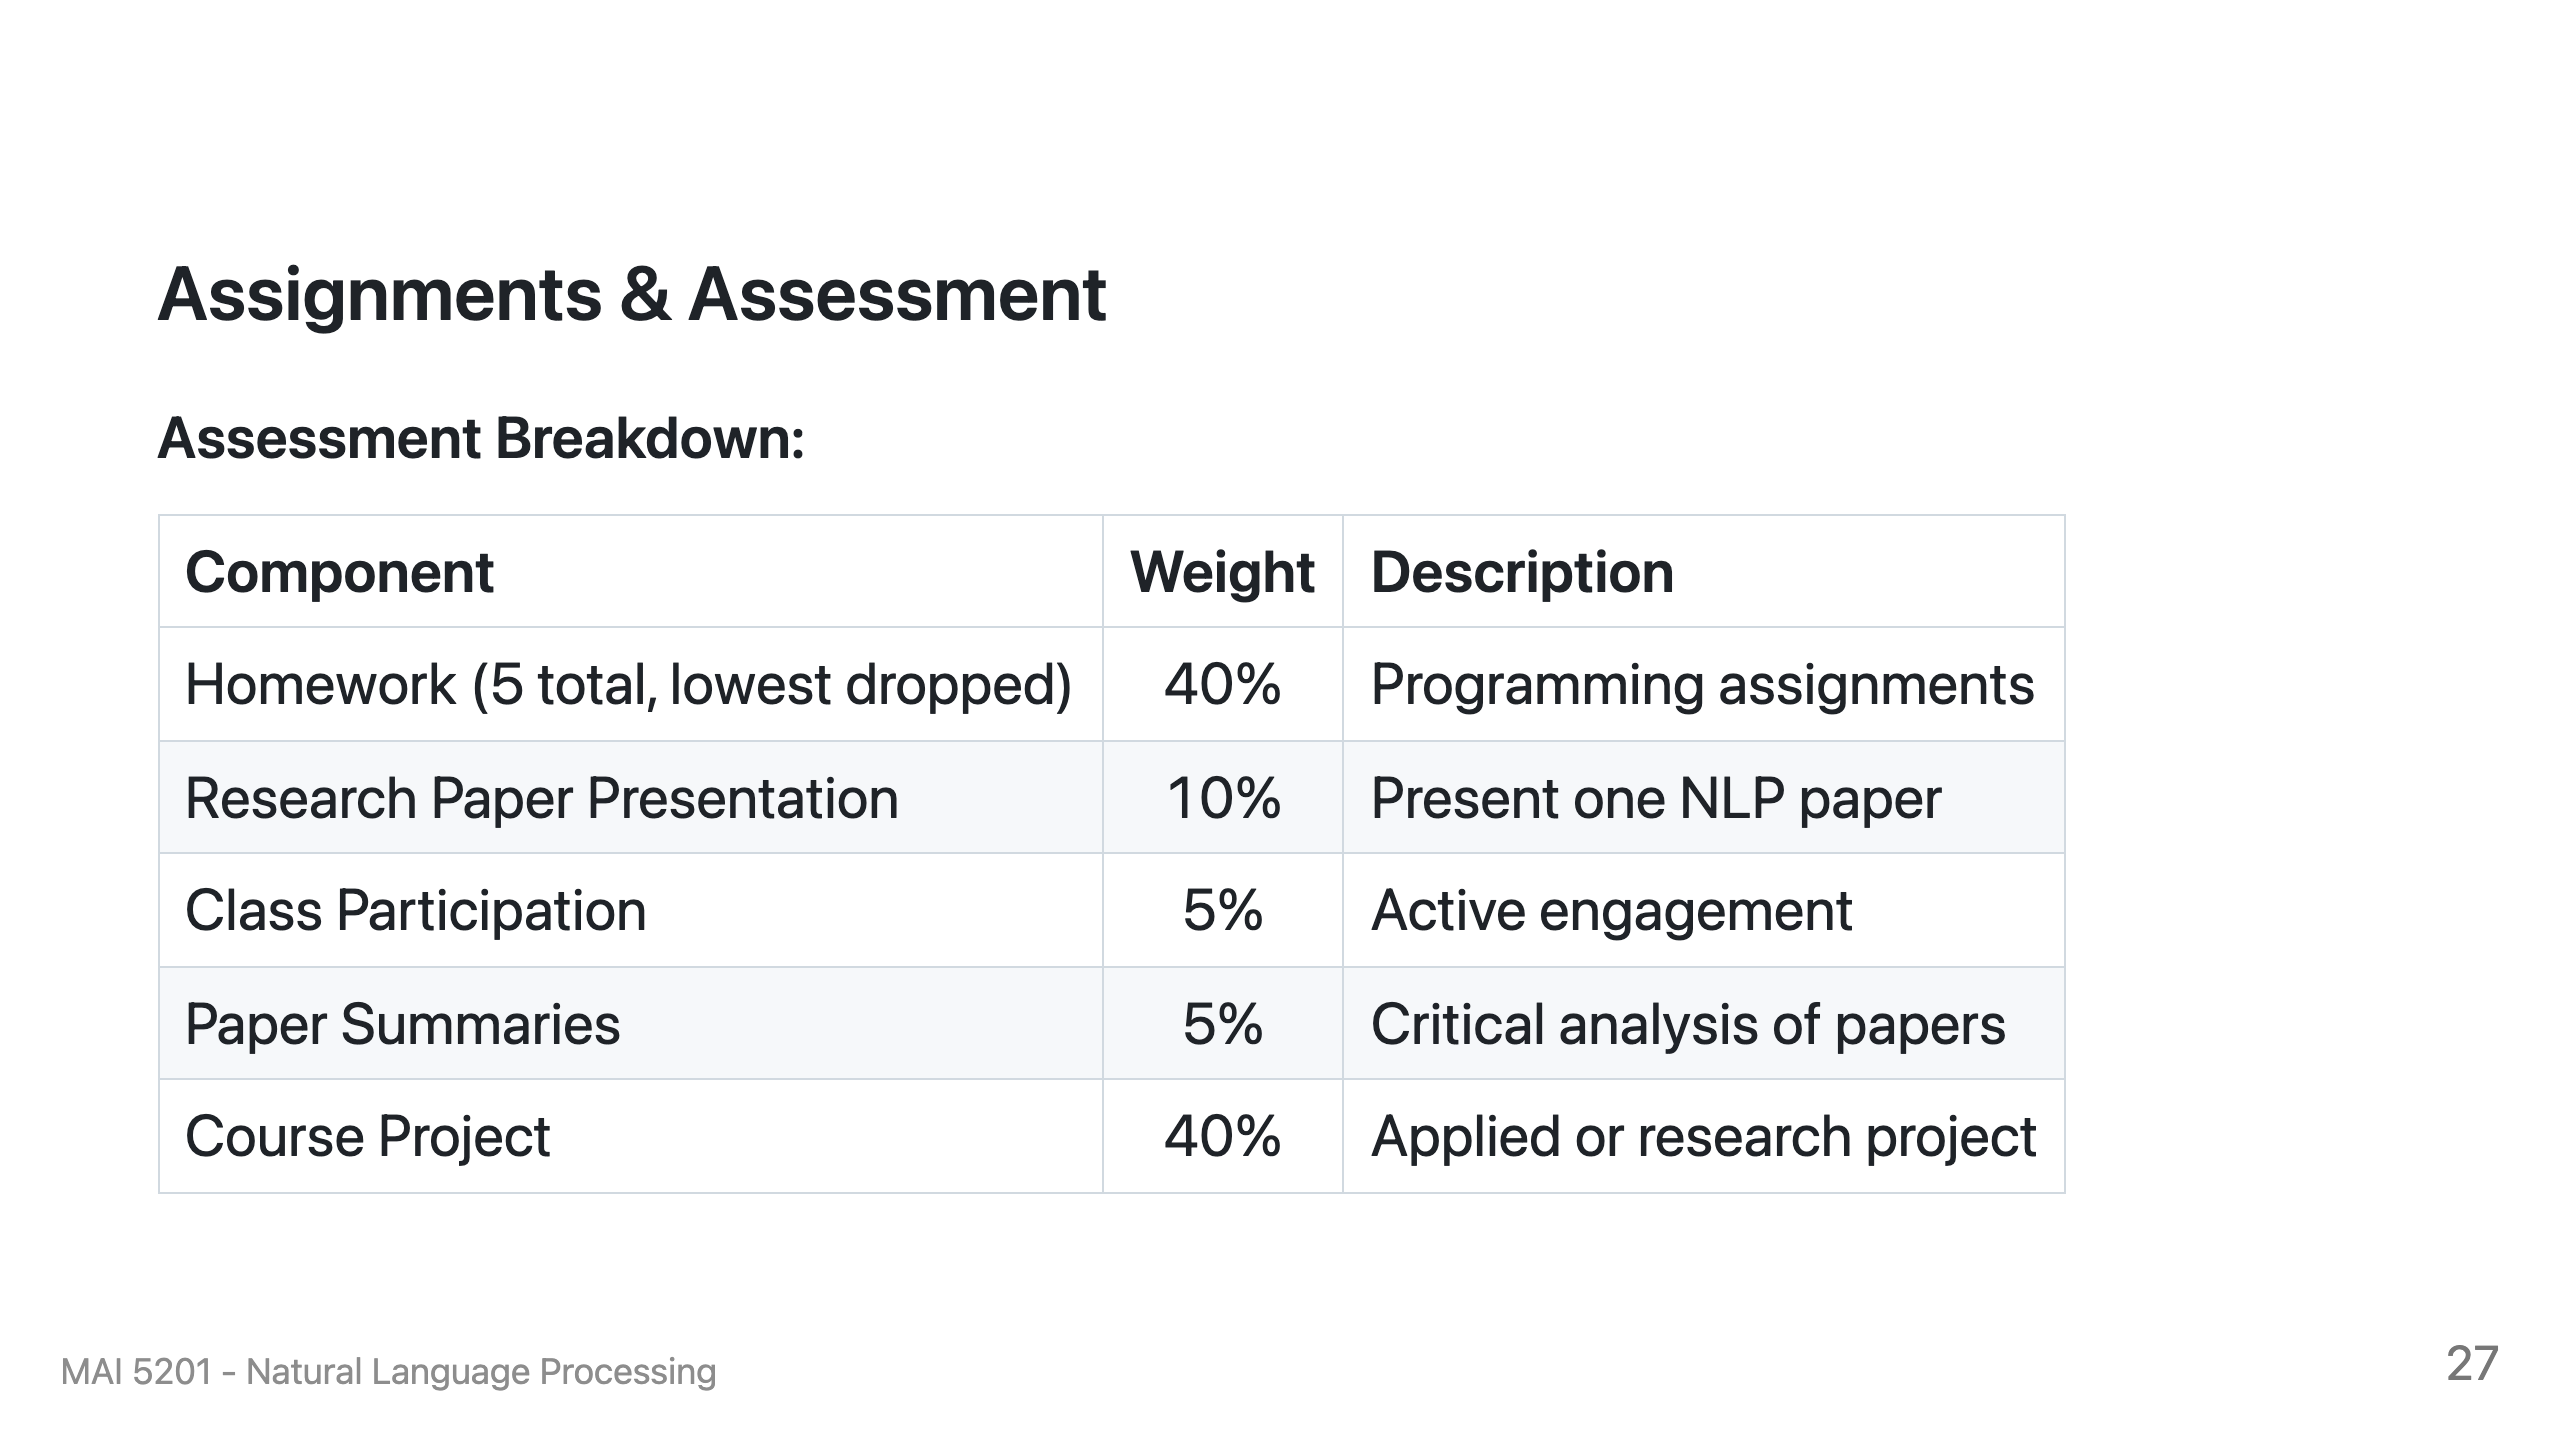 Assignments & Assessment
Assessment Breakdown:
Component Weight Description
Homework (5 total, lowest dropped) 40% Programming assignments
Research Paper Presentation 10% Present one NLP paper
Class Participation 5% Active engagement
Paper Summaries 5% Critical analysis of papers
Course Project 40% Applied or research project
MAI 5201 - Natural Language Processing 27